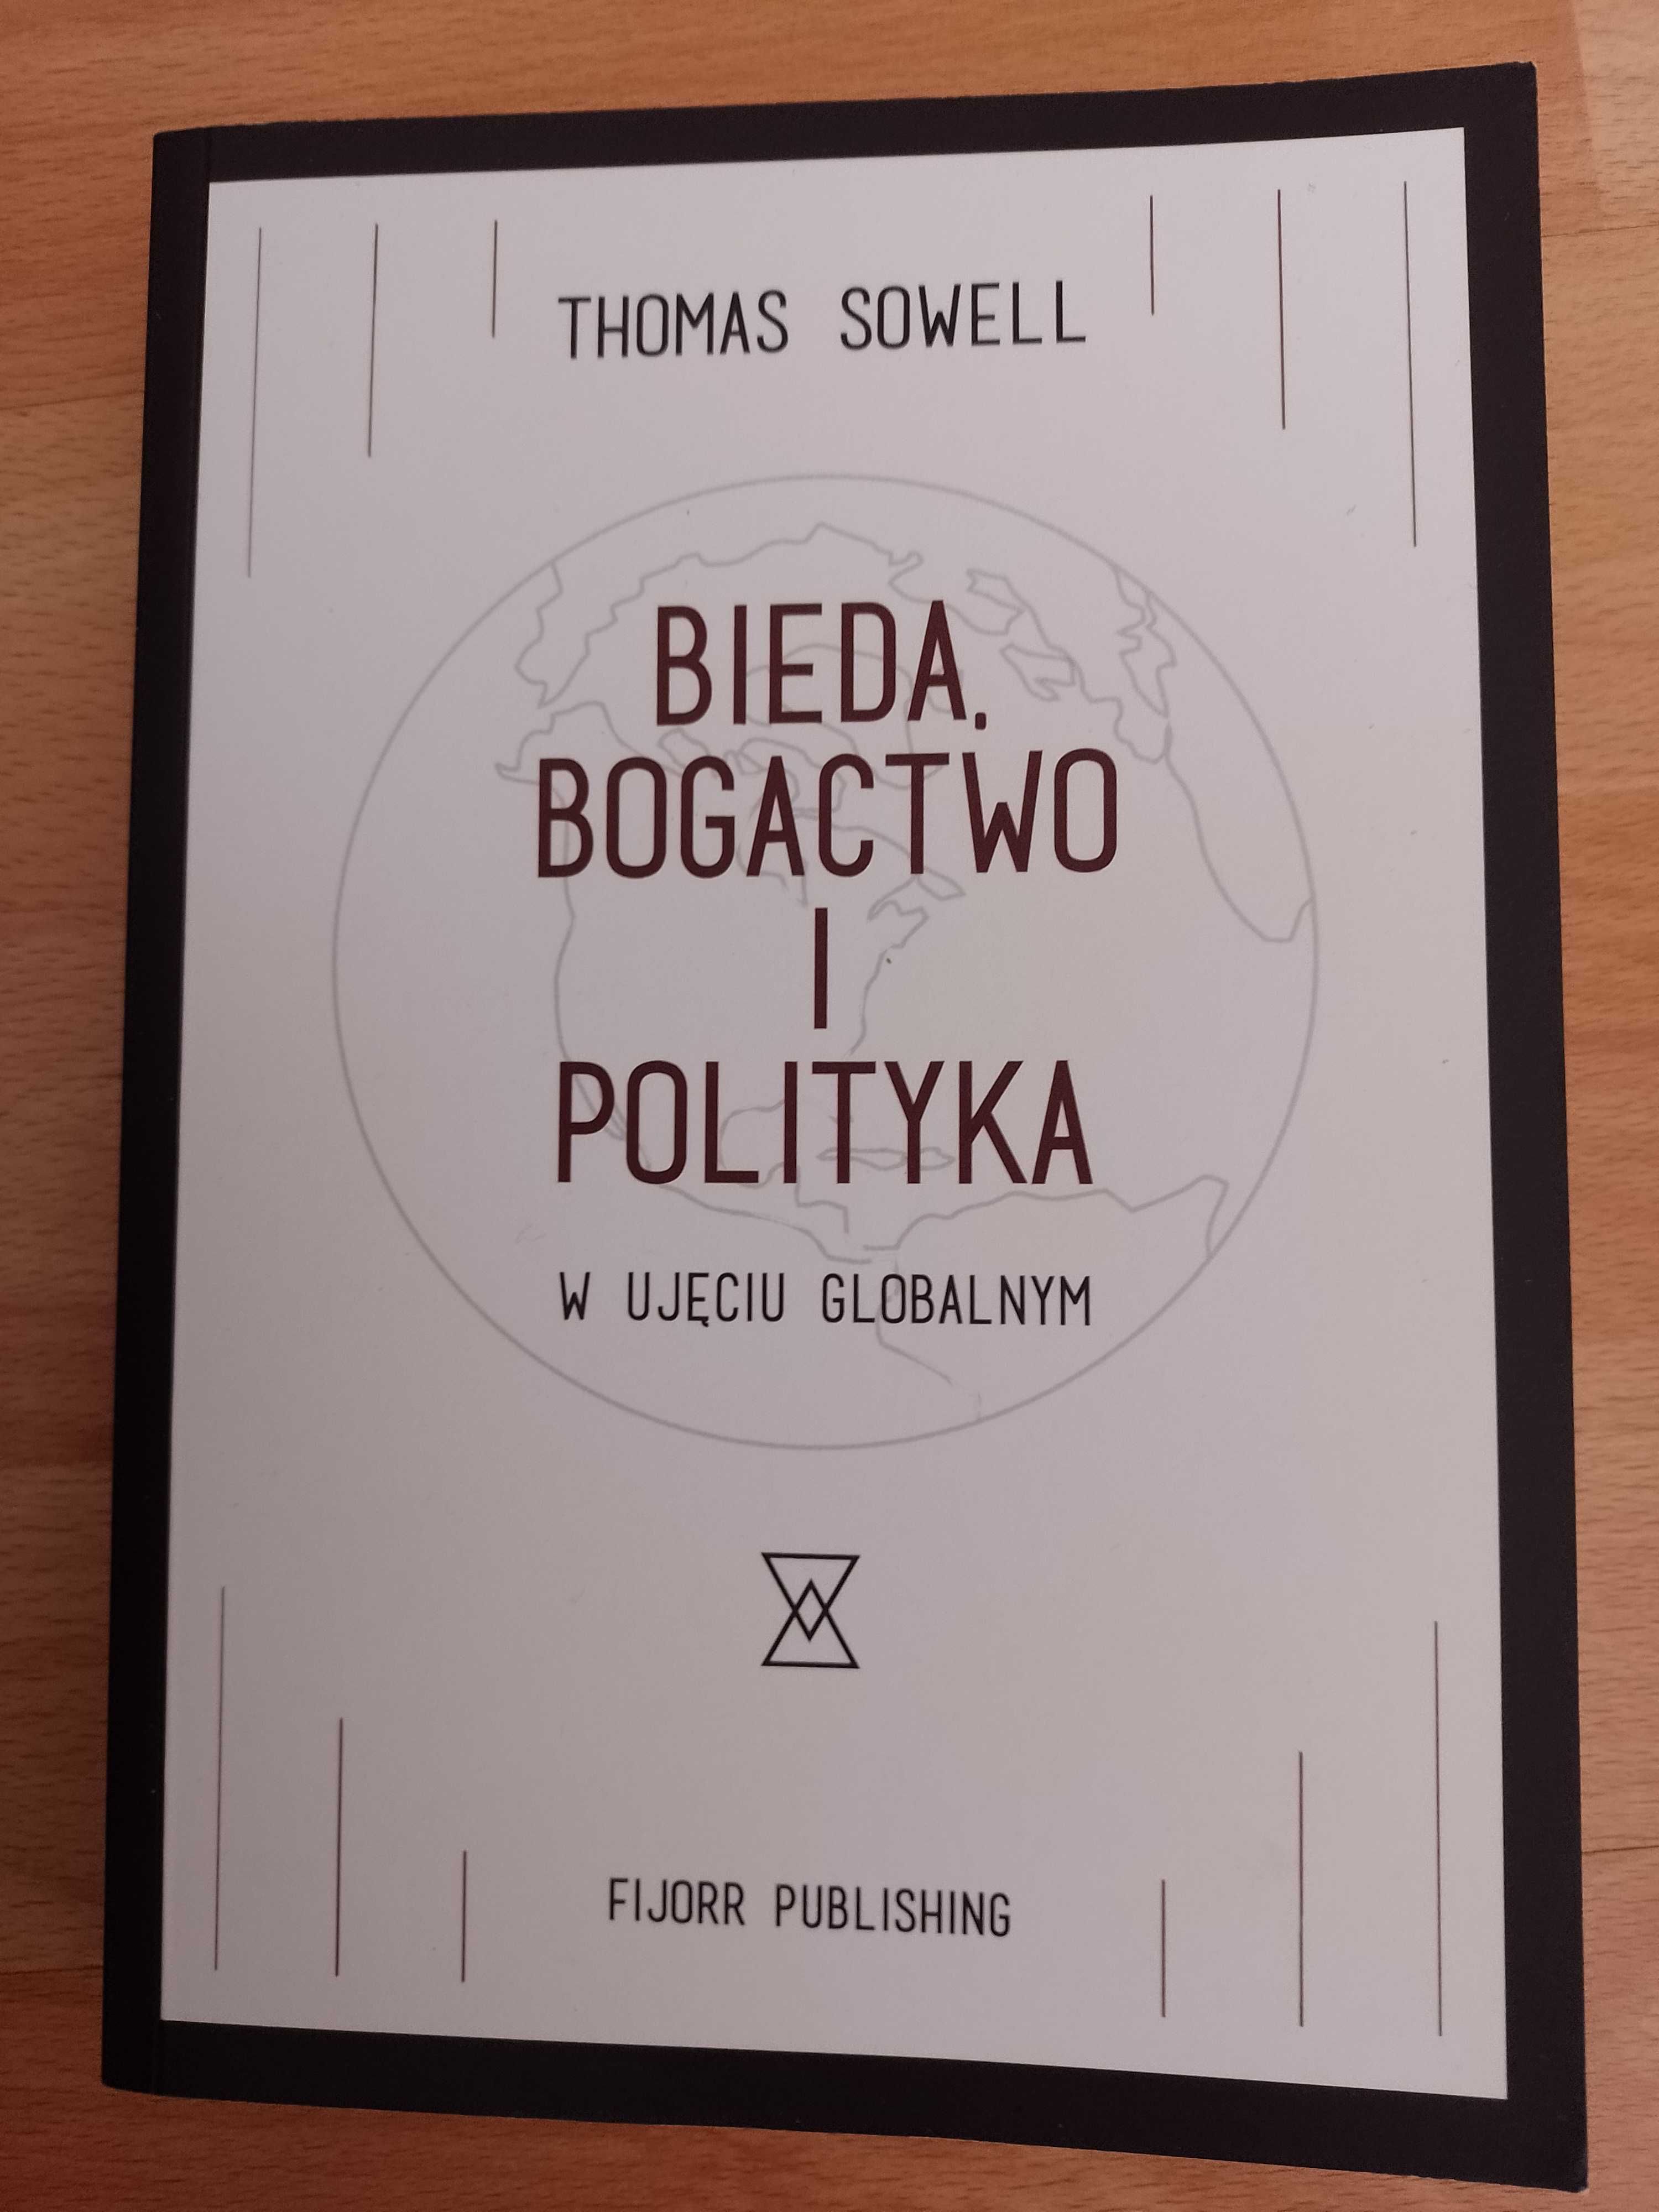 THOMAS SOWELL
BIEDA,
BOGACTWO
I
POLITYKA
W UJĘCIU GLOBALNYM
FIJORR PUBLISHING